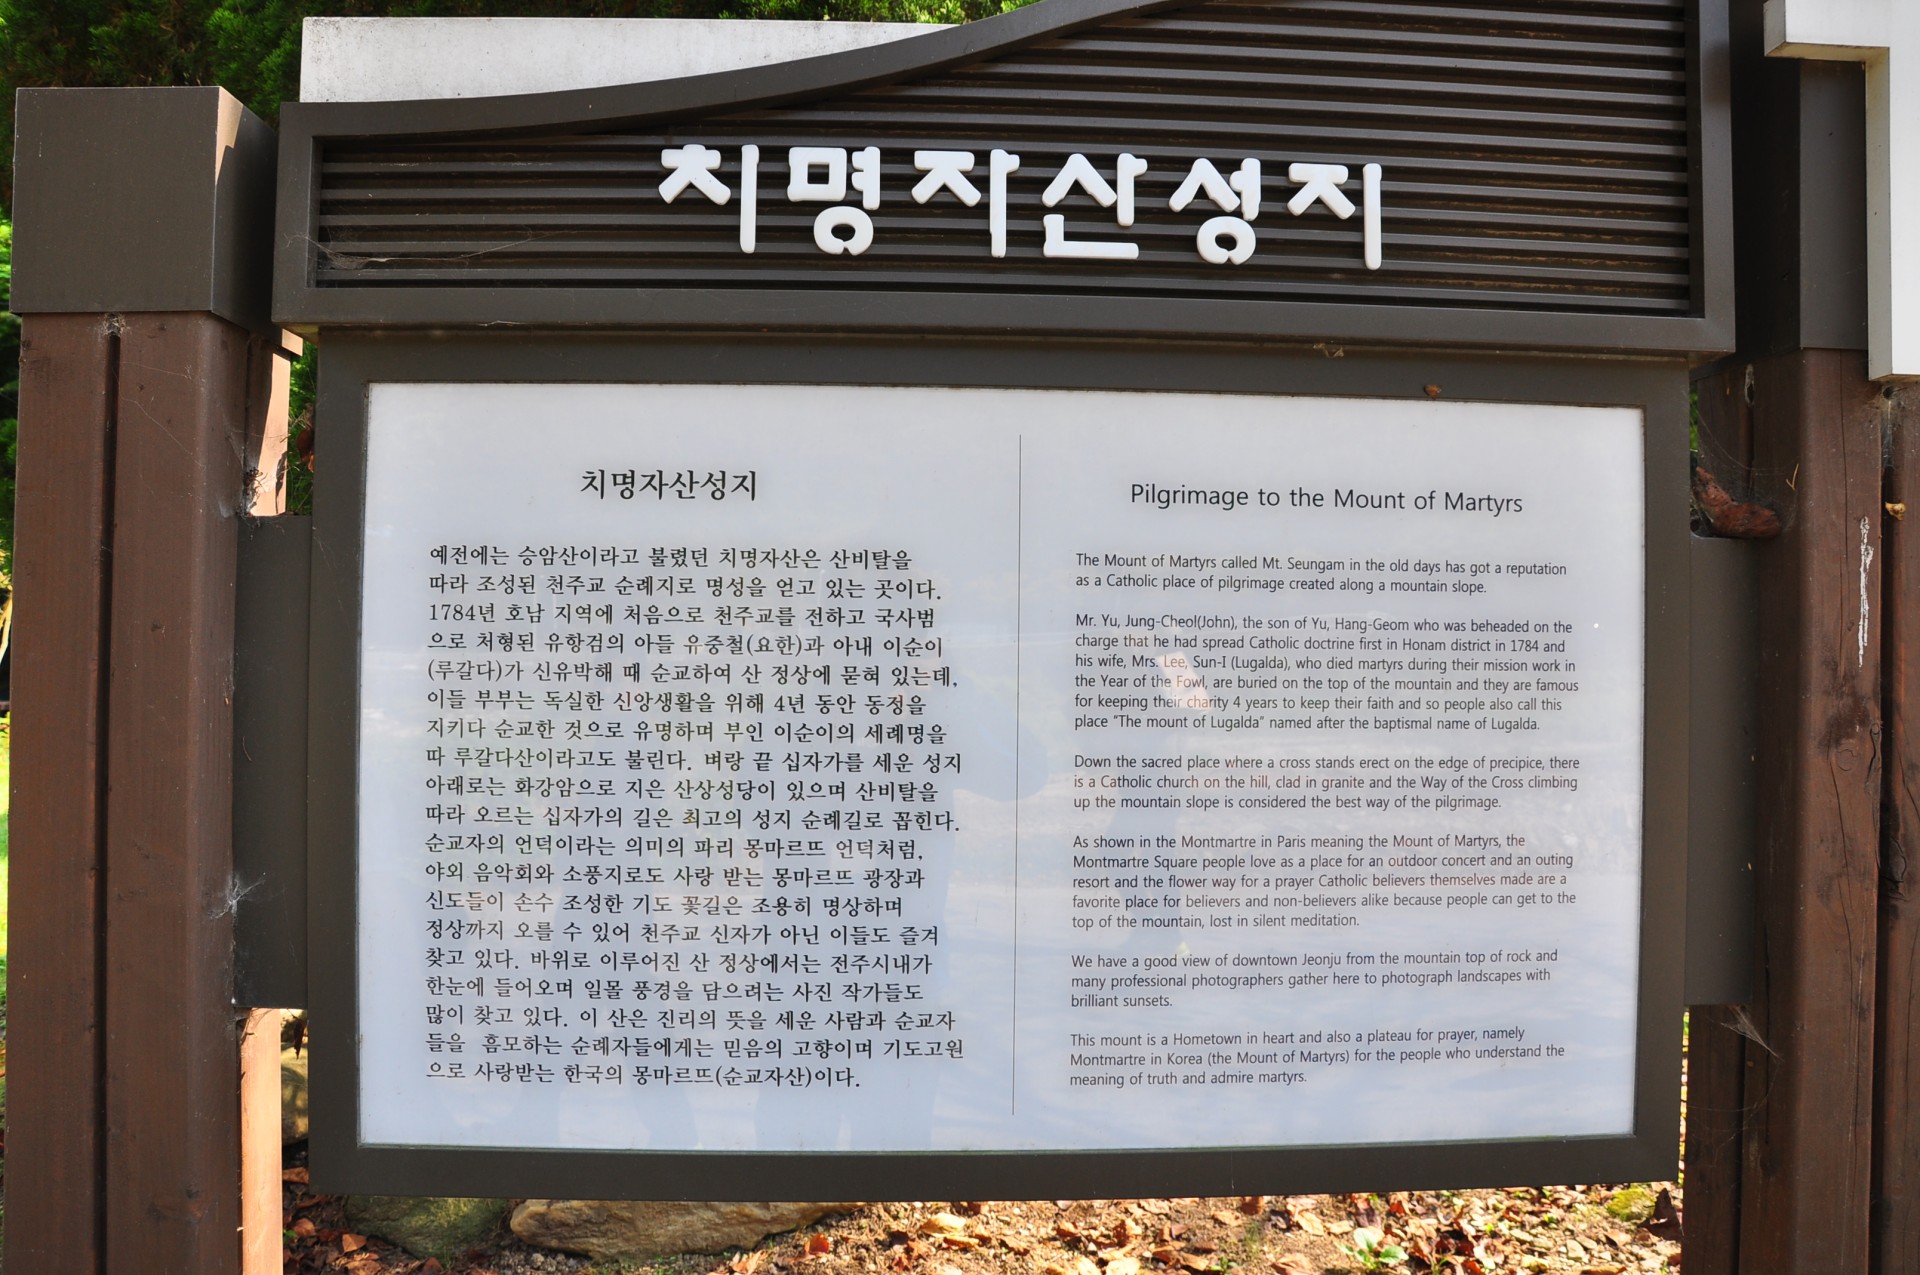 치명자산성지
치명자산성지
예전에는 승암산이라고 불렸던 치명자산은 산비탈을
따라 조성된 천주교 순례지로 명성을 얻고 있는 곳이다.
1784년 호남 지역에 처음으로 천주교를 전하고 국사범
으로 처형된 유항검의 아들 유중철(요한)과 아내 이순이
(루갈다)가 신유박해 때 순교하여 산 정상에 묻혀 있는데,
이들 부부는 독실한 신앙생활을 위해 4년 동안 동정을
지키다 순교한 것으로 유명하며 부인 이순이의 세례명을
따 루갈다산이라고도 불린다. 벼랑 끝 십자가를 세운 성지
아래로는 화강암으로 지은 산상성당이 있으며 산비탈을
따라 오르는 십자가의 길은 최고의 성지 순례길로 꼽힌다.
순교자의 언덕이라는 의미의 파리 몽마르뜨 언덕처럼,
야외 음악회와 소풍지로도 사랑 받는 몽마르뜨 광장과
신도들이 손수 조성한 기도 꽃길은 조용히 명상하며
정상까지 오를 수 있어 천주교 신자가 아닌 이들도 즐겨
찾고 있다. 바위로 이루어진 산 정상에서는 전주시내가
한눈에 들어오며 일몰 풍경을 담으려는 사진 작가들도
많이 찾고 있다. 이 산은 진리의 뜻을 세운 사람과 순교자
들을 흠모하는 순례자들에게는 믿음의 고향이며 기도고원
으로 사랑받는 한국의 몽마르뜨(순교자산)이다.
Pilgrimage to the Mount of Martyrs
The Mount of Martyrs called Mt. Seungam in the old days has got a reputation
as a Catholic place of pilgrimage created along a mountain slope.
Mr. Yu, Jung-Cheol(John), the son of Yu, Hang-Geom who was beheaded on the
charge that he had spread Catholic doctrine first in Honam district in 1784 and
his wife, Mrs. Lee, Sun-I (Lugalda), who died martyrs during their mission work in
the Year of the Fowl, are buried on the top of the mountain and they are famous
for keeping their charity 4 years to keep their faith and so people also call this
place "The mount of Lugalda" named after the baptismal name of Lugalda.
Down the sacred place where a cross stands erect on the edge of precipice, there
is a Catholic church on the hill, clad in granite and the Way of the Cross climbing
up the mountain slope is considered the best way of the pilgrimage.
As shown in the Montmartre in Paris meaning the Mount of Martyrs, the
Montmartre Square people love as a place for an outdoor concert and an outing
resort and the flower way for a prayer Catholic believers themselves made are a
favorite place for believers and non-believers alike because people can get to the
top of the mountain, lost in silent meditation.
We have a good view of downtown Jeonju from the mountain top of rock and
many professional photographers gather here to photograph landscapes with
brilliant sunsets.
This mount is a Hometown in heart and also a plateau for prayer, namely
Montmartre in Korea (the Mount of Martyrs) for the people who understand the
meaning of truth and admire martyrs.